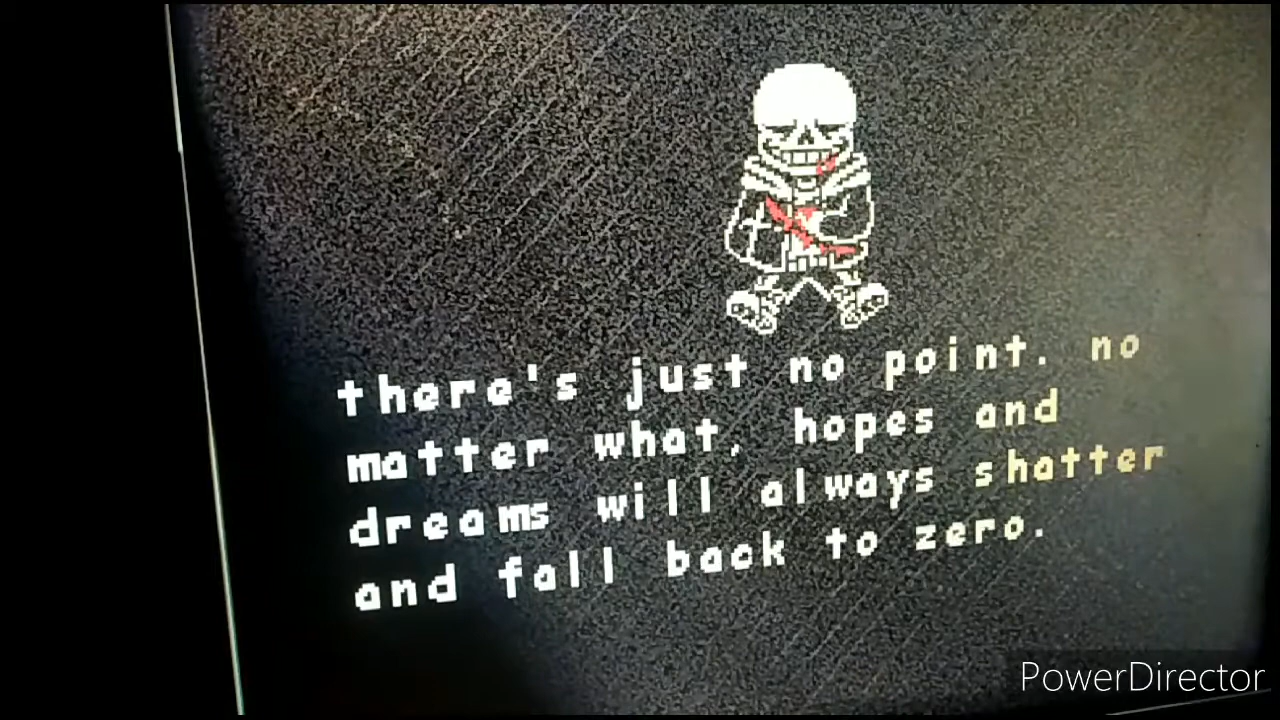 there's just no point. no
matter what, hopes and
dreams will always shatter
and fall back to zero.
PowerDirector